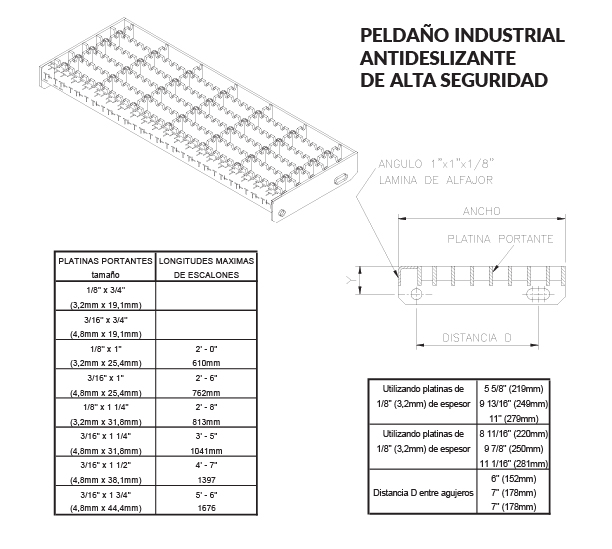 PELDAÑO INDUSTRIAL
ANTIDESLIZANTE
DE ALTA SEGURIDAD
ANGULO 1"x1"x1/8"
LAMINA DE ALFAJOR
ANCHO
PLATINA PORTANTE
Y
DISTANCIA D
PLATINAS PORTANTES LONGITUDES MAXIMAS
tamaño DE ESCALONES
1/8" x 3/4"
(3,2mm x 19,1mm)
3/16" x 3/4"
(4,8mm x 19,1mm)
1/8" x 1" 2' - 0"
(3,2mm x 25,4mm) 610mm
3/16" x 1" 2' - 6"
(4,8mm x 25,4mm) 762mm
1/8" x 1 1/4" 2' - 8"
(3,2mm x 31,8mm) 813mm
3/16" x 1 1/4" 3' - 5"
(4,8mm x 31,8mm) 1041mm
3/16" x 1 1/2" 4' - 7"
(4,8mm x 38,1mm) 1397
3/16" x 1 3/4" 5' - 6"
(4,8mm x 44,4mm) 1676
Utilizando platinas de 5 5/8" (219mm)
1/8" (3,2mm) de espesor 9 13/16" (249mm)
11" (279mm)
Utilizando platinas de 8 11/16" (220mm)
1/8" (3,2mm) de espesor 9 7/8" (250mm)
11 1/16" (281mm)
6" (152mm)
Distancia D entre agujeros 7" (178mm)
7" (178mm)